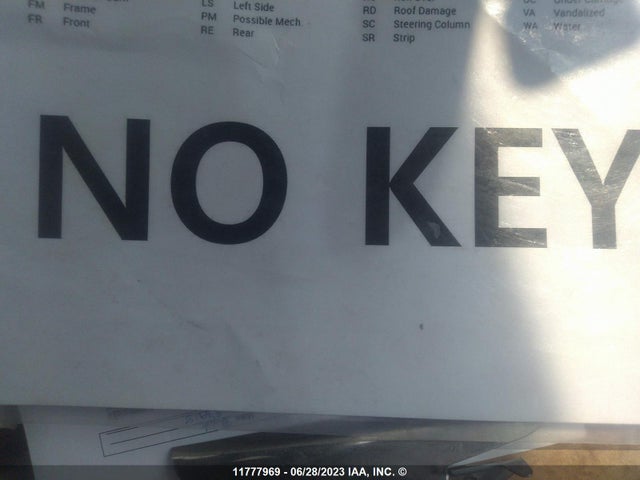 FM Frame
FR Front
LS Left Side
PM Possible Mech.
RE Rear
RD Roof Damage
SC Steering Column
SR Strip
VA Vandalized
WA Water
NO KEY
11777969 - 06/28/2023 IAA, INC. ©